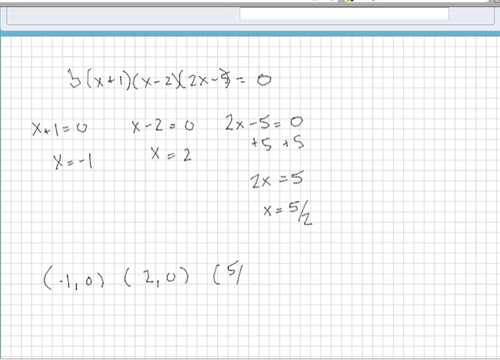 3(x+1)(x-2)(2x-5)=0
x+1=0 x-2=0 2x-5=0
+5 +5
x=-1 x=2
2x=5
x=5/2
(-1,0) (2,0) (5/